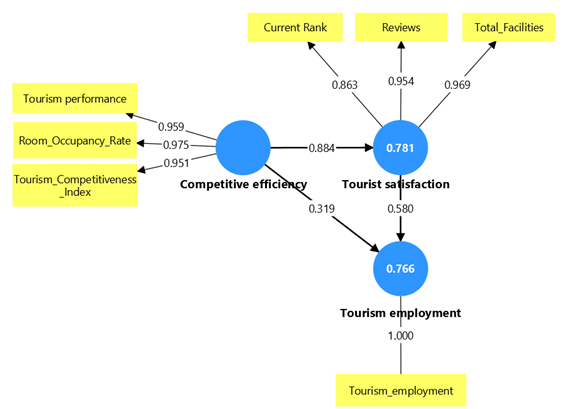 Current Rank
Reviews
Total_Facilities
0.863
0.954
0.969
Tourism performance
0.959
Room_Occupancy_Rate
0.975
Tourism_Competitiveness
_Index
0.951
0.884
0.781
Competitive efficiency
Tourist satisfaction
0.319
0.580
0.766
Tourism employment
1.000
Tourism_employment